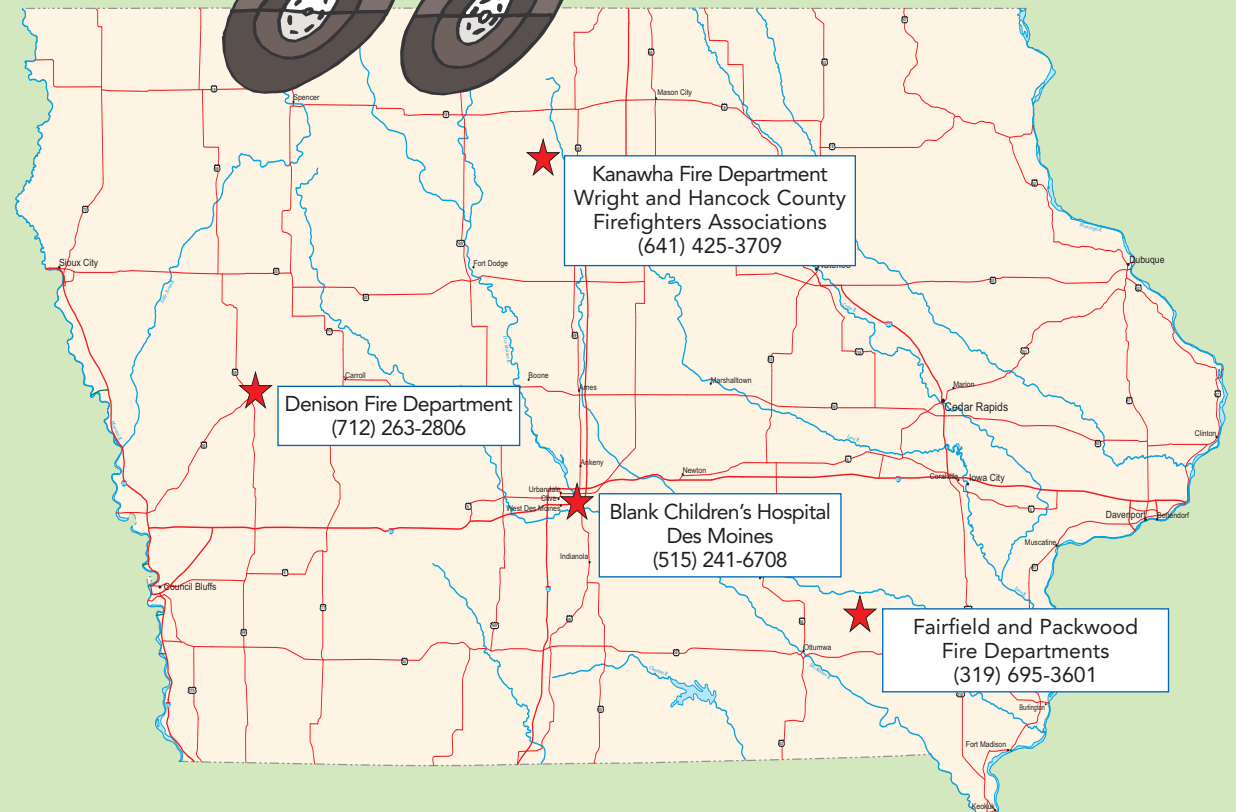 Spencer
Mason City
Kanawha Fire Department
Wright and Hancock County
Firefighters Associations
(641) 425-3709
Sioux City
Fort Dodge
Dubuque
Carroll
Boone
Ames
Marshalltown
Marion
Cedar Rapids
Clinton
Denison Fire Department
(712) 263-2806
Ankeny
Newton
Urbandale
Clive
West Des Moines
Iowa City
Blank Children's Hospital
Des Moines
(515) 241-6708
Davenport
Bettendorf
Muscatine
Indianola
Council Bluffs
Fairfield and Packwood
Fire Departments
(319) 695-3601
Ottumwa
Burlington
Fort Madison
Keokuk